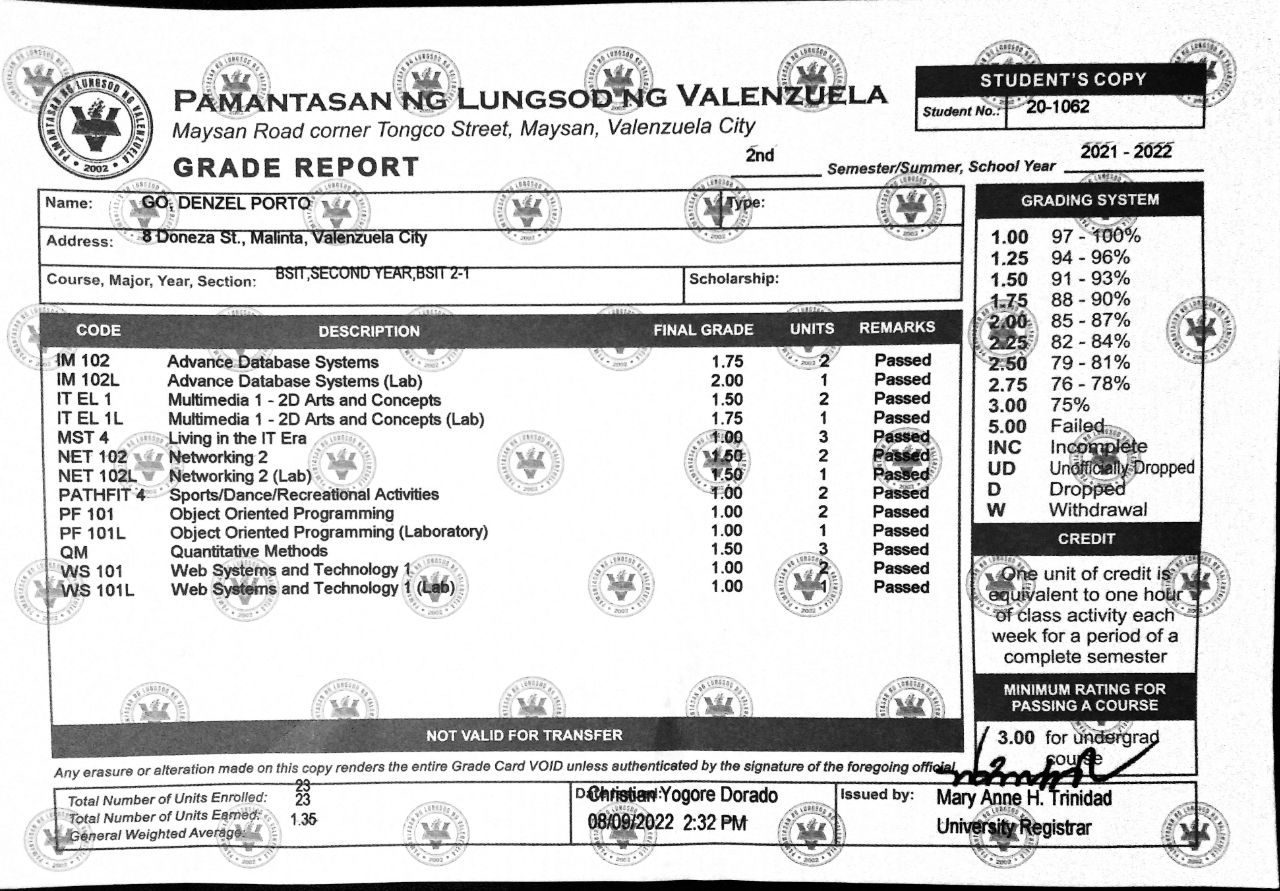 PAMANTASAN NG LUNGSOD NG VALENZUELA
Maysan Road corner Tongco Street, Maysan, Valenzuela City
GRADE REPORT
STUDENT'S COPY
Student No.: 20-1062
2nd Semester/Summer, School Year 2021 - 2022
Name: GO, DENZEL PORTO Type:
Address: 8 Doneza St., Malinta, Valenzuela City
Course, Major, Year, Section: BSIT,SECOND YEAR,BSIT 2-1 Scholarship:
CODE DESCRIPTION FINAL GRADE UNITS REMARKS
IM 102 Advance Database Systems 1.75 2 Passed
IM 102L Advance Database Systems (Lab) 2.00 1 Passed
IT EL 1 Multimedia 1 - 2D Arts and Concepts 1.50 2 Passed
IT EL 1L Multimedia 1 - 2D Arts and Concepts (Lab) 1.75 1 Passed
MST 4 Living in the IT Era 1.00 3 Passed
NET 102 Networking 2 1.50 2 Passed
NET 102L Networking 2 (Lab) 1.50 1 Passed
PATHFIT 4 Sports/Dance/Recreational Activities 1.00 2 Passed
PF 101 Object Oriented Programming 1.00 2 Passed
PF 101L Object Oriented Programming (Laboratory) 1.00 1 Passed
QM Quantitative Methods 1.50 3 Passed
WS 101 Web Systems and Technology 1 1.00 2 Passed
WS 101L Web Systems and Technology 1 (Lab) 1.00 1 Passed
NOT VALID FOR TRANSFER
GRADING SYSTEM
1.00 97 - 100%
1.25 94 - 96%
1.50 91 - 93%
1.75 88 - 90%
2.00 85 - 87%
2.25 82 - 84%
2.50 79 - 81%
2.75 76 - 78%
3.00 75%
5.00 Failed
INC Incomplete
UD Unofficially Dropped
D Dropped
W Withdrawal
CREDIT
One unit of credit is
equivalent to one hour
of class activity each
week for a period of a
complete semester
MINIMUM RATING FOR
PASSING A COURSE
3.00 for undergrad
course
Any erasure or alteration made on this copy renders the entire Grade Card VOID unless authenticated by the signature of the foregoing official.
Total Number of Units Enrolled: 23
Total Number of Units Earned: 23
General Weighted Average: 1.35
Christian Yogore Dorado
08/09/2022 2:32 PM
Issued by: Mary Anne H. Trinidad
University Registrar
PAMANTASAN NG LUNGSOD NG VALENZUELA
2002